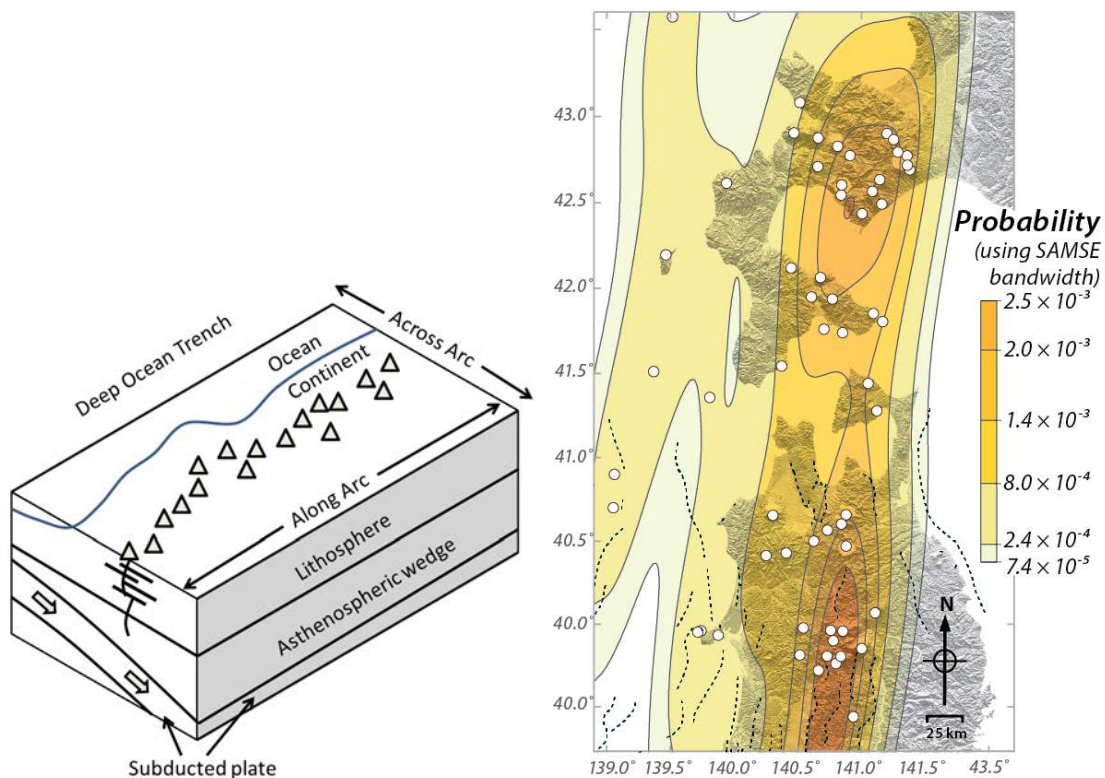 Deep Ocean Trench
Ocean
Continent
Across Arc
Along Arc
Lithosphere
Asthenospheric wedge
Subducted plate
43.0°
42.5°
42.0°
41.5°
41.0°
40.5°
40.0°
40.0°
139.0°
139.5°
140.0°
140.5°
141.0°
141.5°
43.5°
Probability
(using SAMSE
bandwidth)
2.5 × 10⁻³
2.0 × 10⁻³
1.4 × 10⁻³
8.0 × 10⁻⁴
2.4 × 10⁻⁴
7.4 × 10⁻⁵
N
25 km